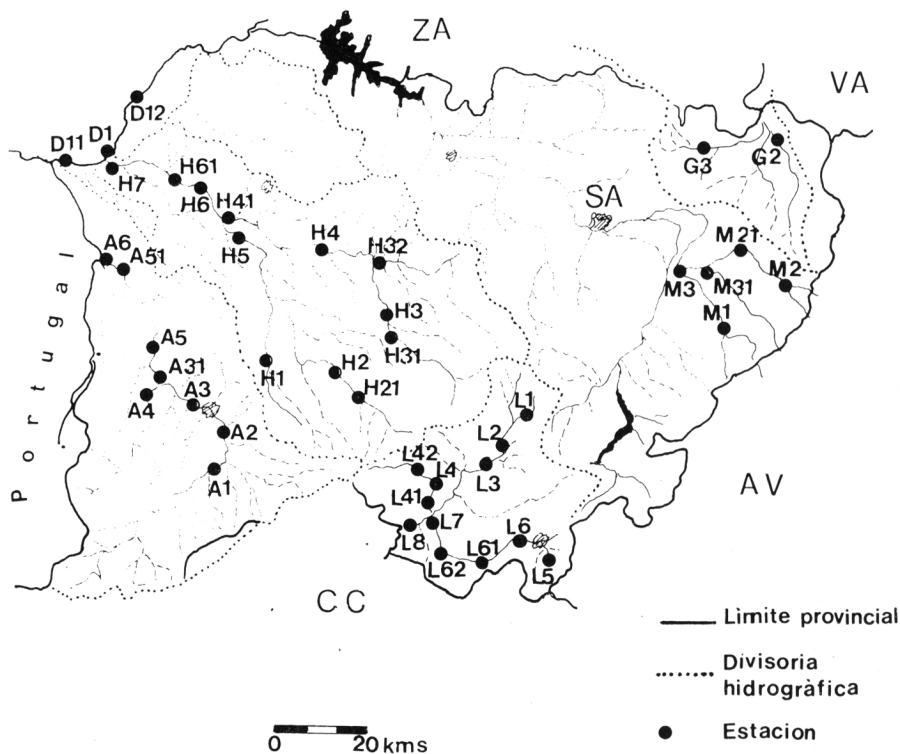 ZA
VA
D12
D11
D1
H7
H61
H6
H41
H5
H4
H32
SA
G3
G2
M21
M2
M3
M31
M1
A6
A51
Portugal
H3
H31
A5
A31
A3
A4
A2
A1
H1
H2
H21
L1
L2
L3
L42
L4
L41
L7
L8
L62
L61
L6
L5
AV
CC
Lìmite provincial
Divisoria
hidrogràfica
Estacion
0 20 kms